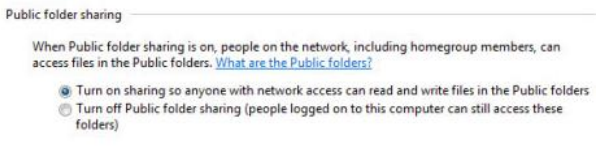 Public folder sharing
When Public folder sharing is on, people on the network, including homegroup members, can
access files in the Public folders. What are the Public folders?
Turn on sharing so anyone with network access can read and write files in the Public folders
Turn off Public folder sharing (people logged on to this computer can still access these
folders)